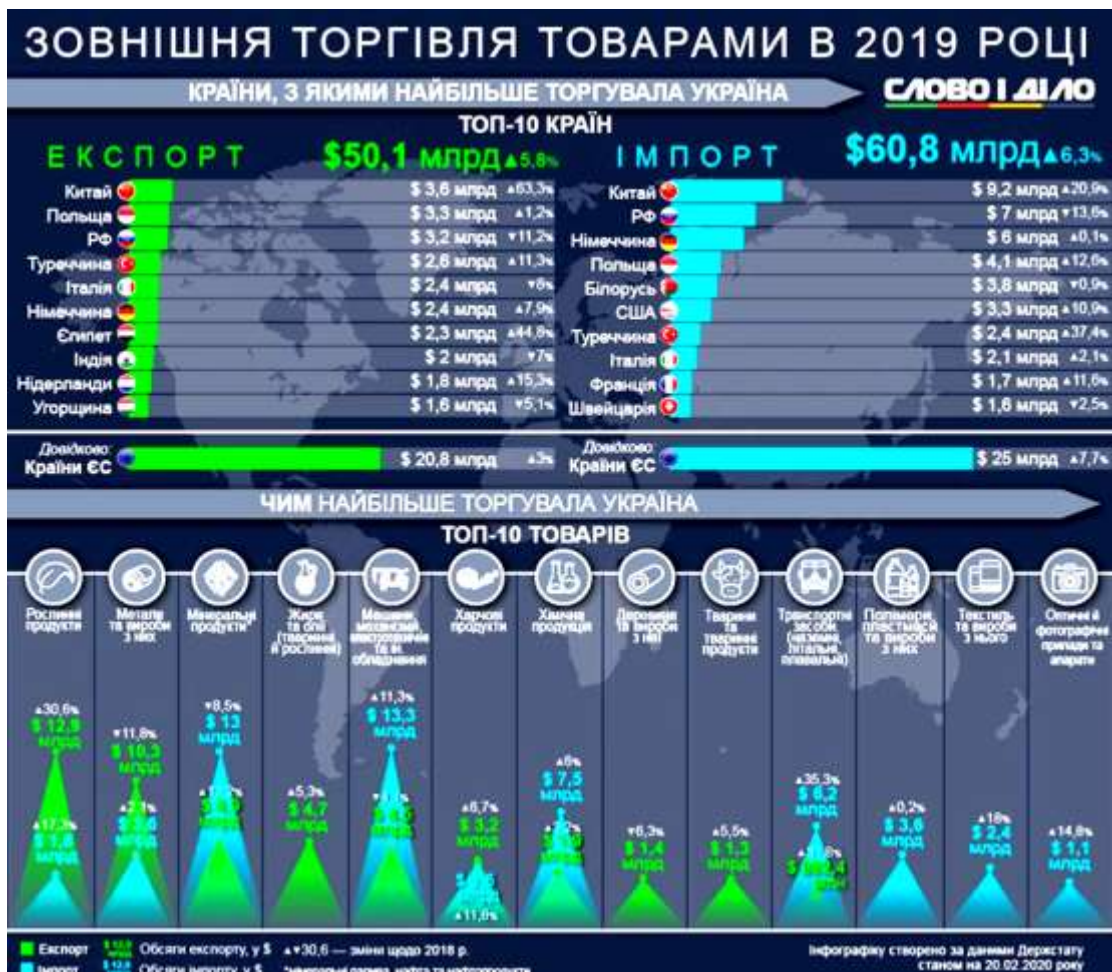 ЗОВНІШНЯ ТОРГІВЛЯ ТОВАРАМИ В 2019 РОЦІ
КРАЇНИ, З ЯКИМИ НАЙБІЛЬШЕ ТОРГУВАЛА УКРАЇНА
СЛОВО І ДІЛО
ТОП-10 КРАЇН
ЕКСПОРТ $50,1 млрд ▲5,8%
Китай $ 3,6 млрд ▲63,3%
Польща $ 3,3 млрд ▲1,2%
РФ $ 3,2 млрд ▼11,2%
Туреччина $ 2,6 млрд ▲11,3%
Італія $ 2,4 млрд ▼8%
Німеччина $ 2,4 млрд ▲7,9%
Єгипет $ 2,3 млрд ▲44,8%
Індія $ 2 млрд ▼7%
Нідерланди $ 1,8 млрд ▲15,3%
Угорщина $ 1,6 млрд ▼5,1%
Довідково:
Країни ЄС $ 20,8 млрд ▲3%
ІМПОРТ $60,8 млрд ▲6,3%
Китай $ 9,2 млрд ▲20,9%
РФ $ 7 млрд ▼13,6%
Німеччина $ 6 млрд ▲0,1%
Польща $ 4,1 млрд ▲12,6%
Білорусь $ 3,8 млрд ▼0,9%
США $ 3,3 млрд ▲10,9%
Туреччина $ 2,4 млрд ▲37,4%
Італія $ 2,1 млрд ▲2,1%
Франція $ 1,7 млрд ▲11,6%
Швейцарія $ 1,6 млрд ▼2,5%
Довідково:
Країни ЄС $ 25 млрд ▲7,7%
ЧИМ НАЙБІЛЬШЕ ТОРГУВАЛА УКРАЇНА
ТОП-10 ТОВАРІВ
Рослинні
продукти
▲30,6%
$ 12,9
млрд
▲17,3%
$ 1,8
млрд
Метали
та вироби
з них
▼11,8%
$ 10,3
млрд
млрд
Мінеральні
продукти*
▼8,5%
$ 13
млрд
Жири
та олії
(тваринні
й рослинні)
▲5,3%
$ 4,7
млрд
Машини,
механізми,
електротехнічне
та ін.
обладнання
▲11,3%
$ 13,3
млрд
Харчові
продукти
▲6,7%
$ 3,2
млрд
▲11,6%
Хімічна
продукція
▲6%
$ 7,5
млрд
Деревина
та вироби
з неї
▼6,3%
$ 1,4
млрд
Тварини
та
тваринні
продукти
▲5,5%
$ 1,3
млрд
Транспортні
засоби
(наземні,
літальні,
плавальні)
▲35,3%
$ 6,2
млрд
Полімери,
пластмаси
та вироби
з них
▲0,2%
$ 3,6
млрд
Текстиль
та вироби
з нього
▲18%
$ 2,4
млрд
Оптичні й
фотографічні
прилади та
апарати
▲14,8%
$ 1,1
млрд
Експорт Обсяги експорту, у $ ▲▼30,6 — зміни щодо 2018 р.
Імпорт Обсяги імпорту, у $ нафта та нафтопродукти
Інфографіку створено за даними Держстату
станом на 20.02.2020 року